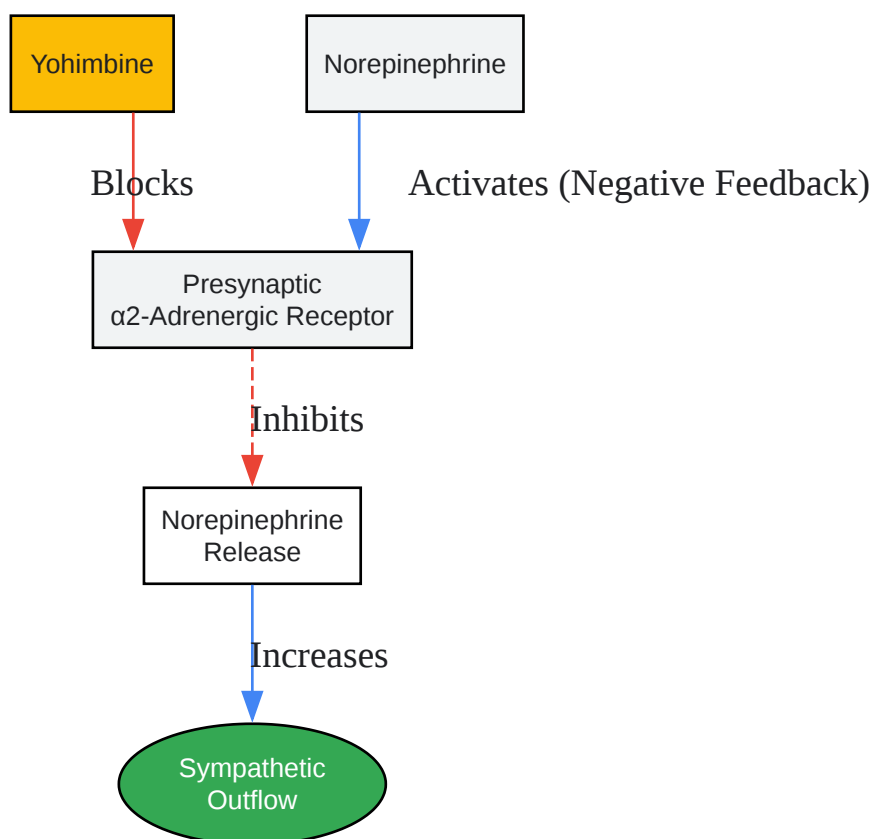 Yohimbine
Norepinephrine
Blocks
Activates (Negative Feedback)
Presynaptic
α2-Adrenergic Receptor
Inhibits
Norepinephrine
Release
Increases
Sympathetic
Outflow